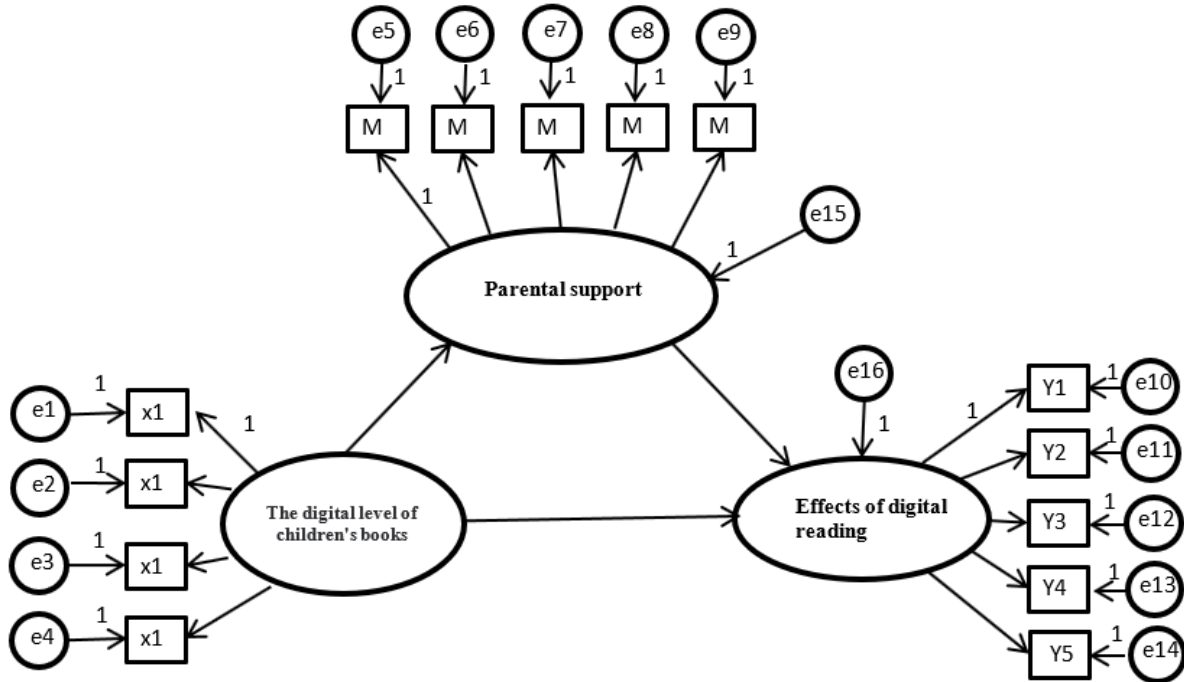 e5 e6 e7 e8 e9
1 1 1 1 1
M M M M M
1
e15
1
Parental support
e16
1
e1 1 x1 1
e2 1 x1
e3 1 x1
e4 1 x1
The digital level of
children's books
Effects of digital
reading
1 Y1 1 e10
Y2 1 e11
Y3 1 e12
Y4 1 e13
Y5 1 e14